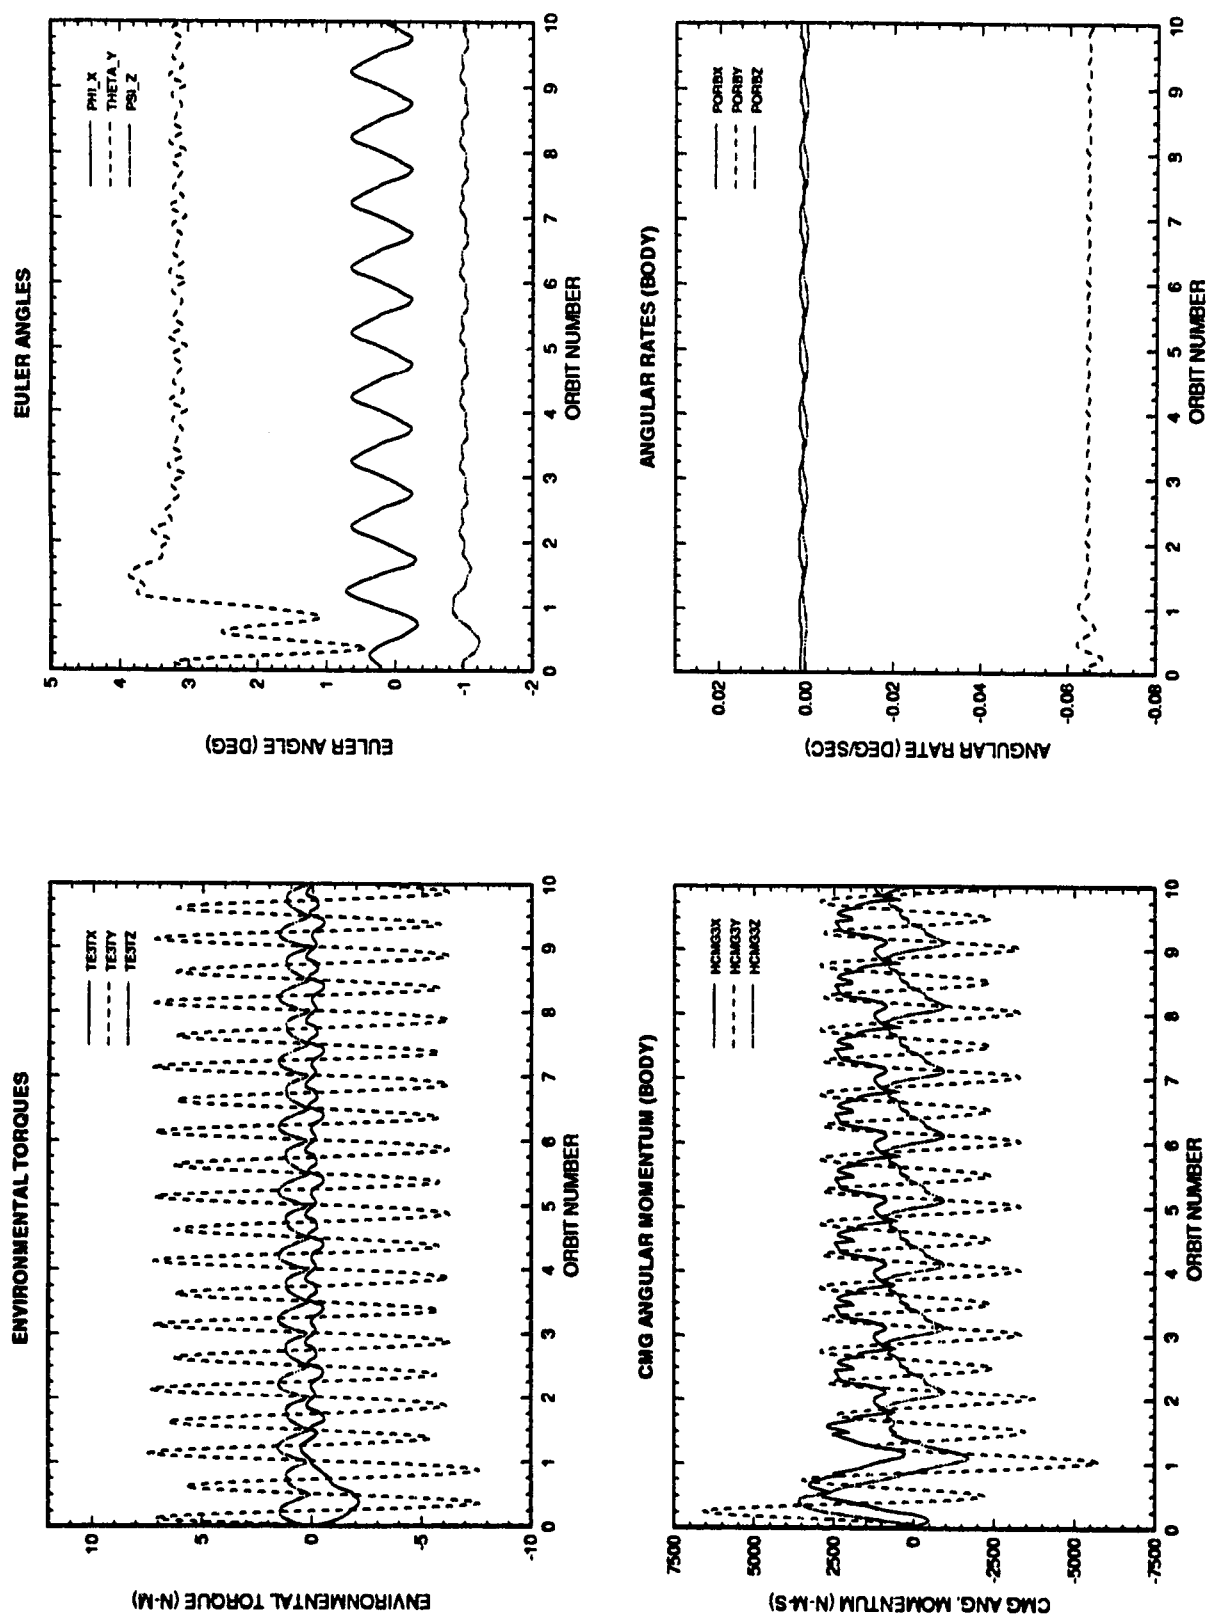 ENVIRONMENTAL TORQUES
TE3TX
TE3TY
TE3TZ
ENVIRONMENTAL TORQUE (N-M)
10
5
0
-5
-10
0 1 2 3 4 5 6 7 8 9 10
ORBIT NUMBER
EULER ANGLES
PHI_X
THETA_Y
PSI_Z
EULER ANGLE (DEG)
5
4
3
2
1
0
-1
-2
0 1 2 3 4 5 6 7 8 9 10
ORBIT NUMBER
CMG ANGULAR MOMENTUM (BODY)
HCMG3X
HCMG3Y
HCMG3Z
CMG ANG. MOMENTUM (N-M-S)
7500
5000
2500
0
-2500
-5000
-7500
0 1 2 3 4 5 6 7 8 9 10
ORBIT NUMBER
ANGULAR RATES (BODY)
PORBX
PORBY
PORBZ
ANGULAR RATE (DEG/SEC)
0.02
0.00
-0.02
-0.04
-0.06
-0.08
0 1 2 3 4 5 6 7 8 9 10
ORBIT NUMBER